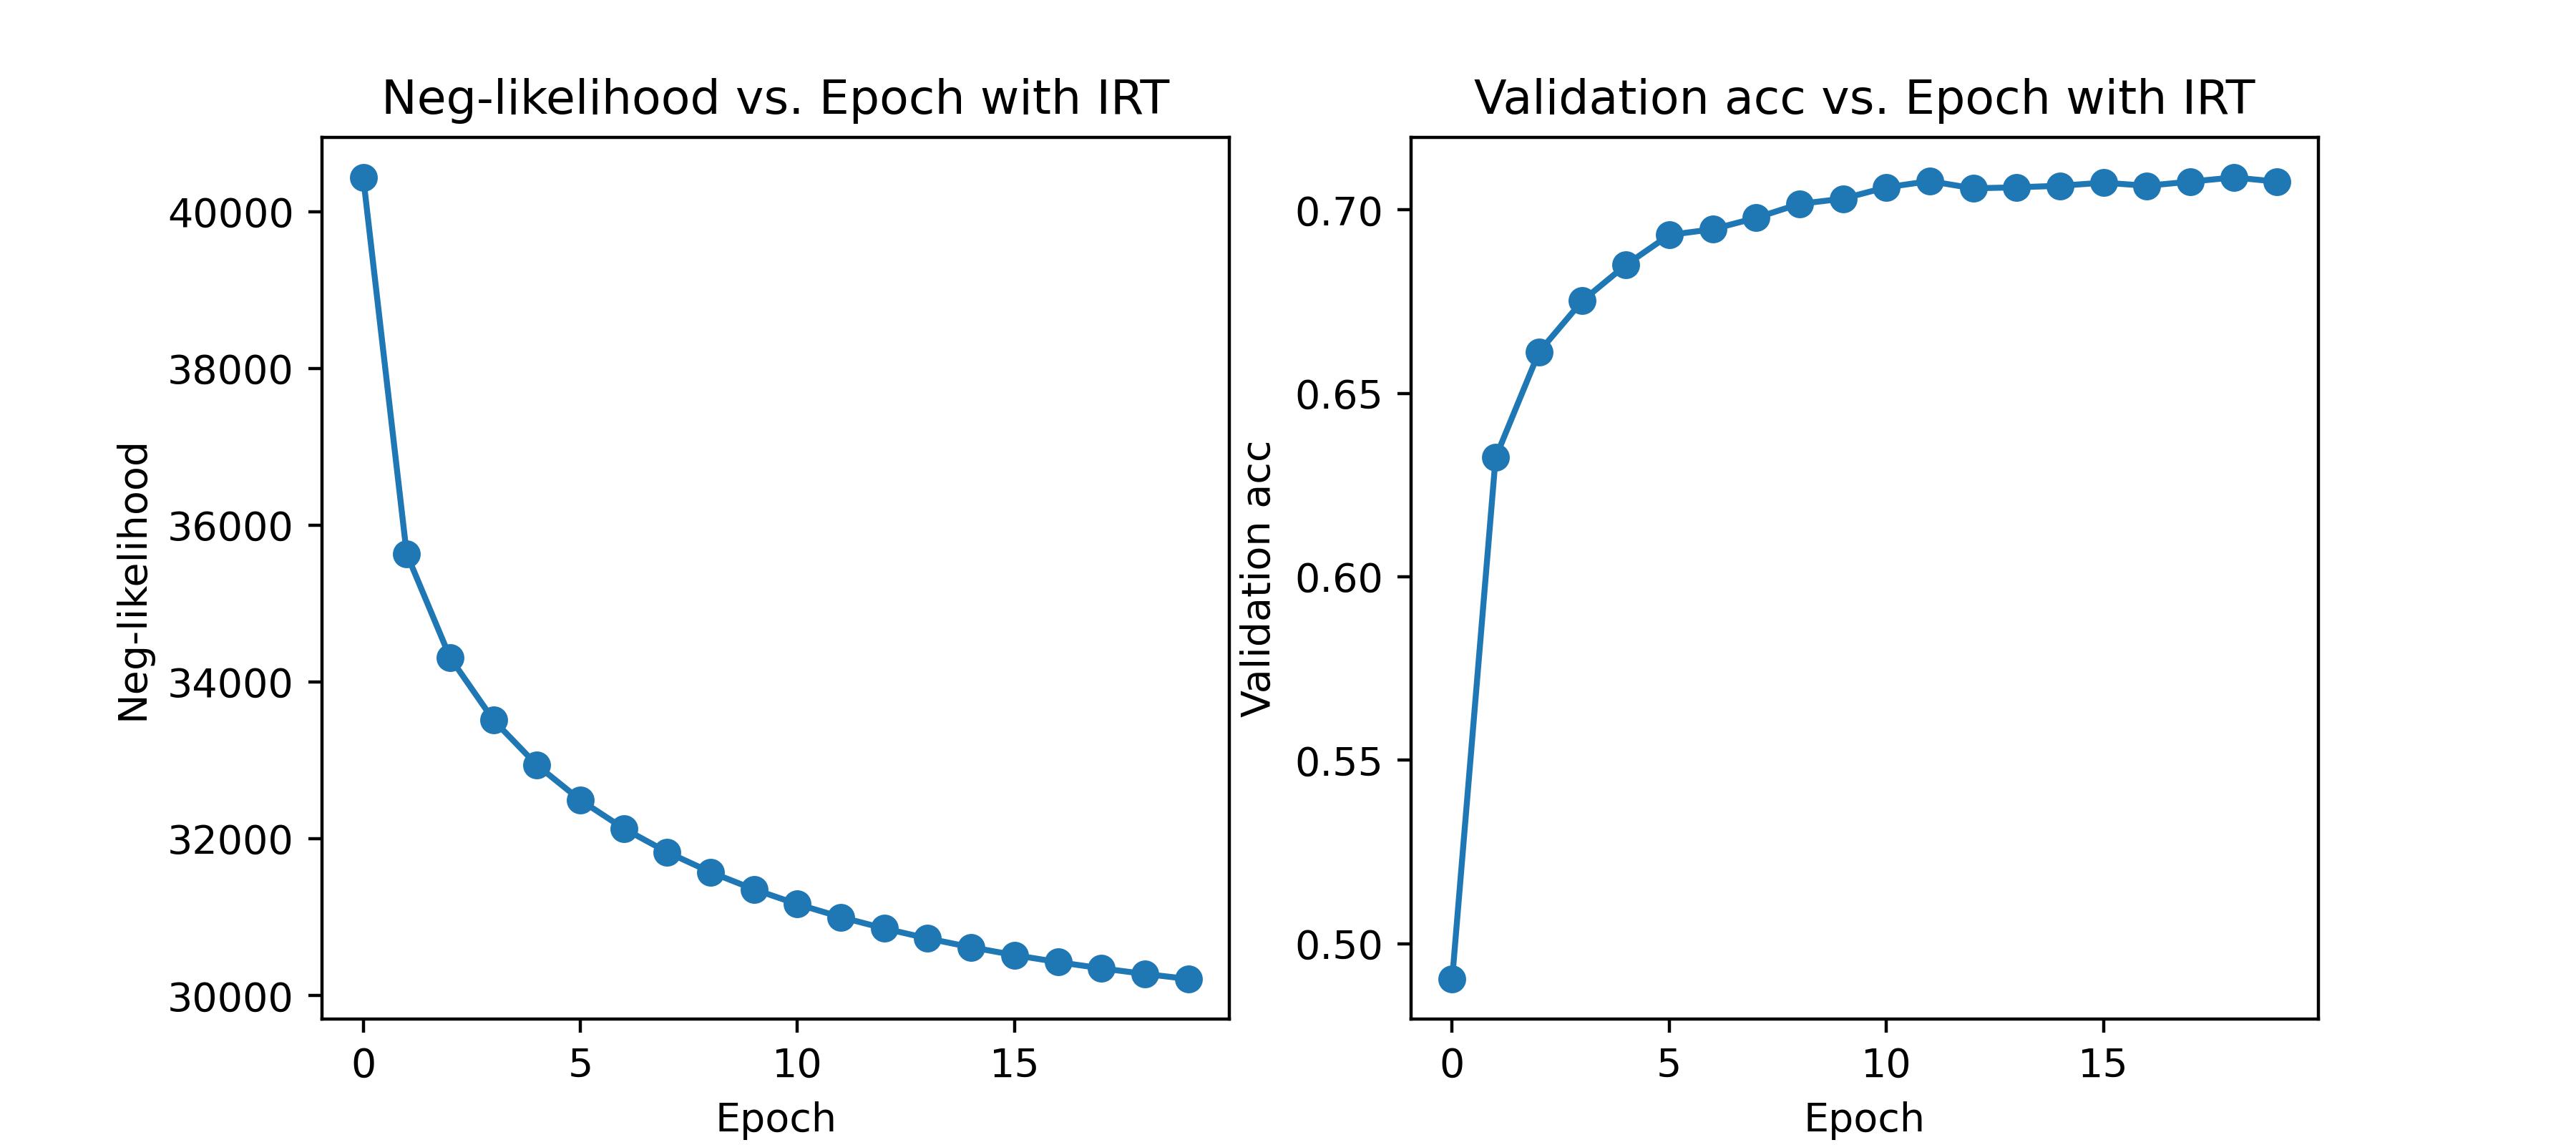 Neg-likelihood vs. Epoch with IRT
Neg-likelihood
40000
38000
36000
34000
32000
30000
0 5 10 15
Epoch
Validation acc vs. Epoch with IRT
Validation acc
0.70
0.65
0.60
0.55
0.50
0 5 10 15
Epoch